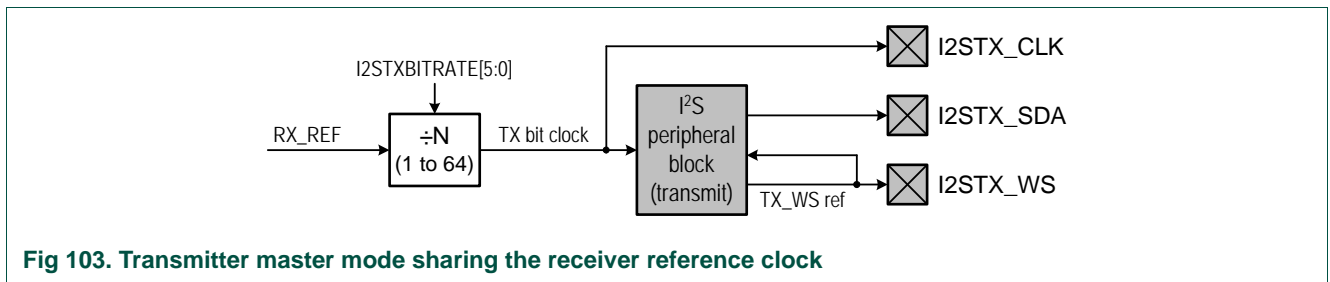 I2STX_CLK
I2STXBITRATE[5:0]
RX_REF
÷N
(1 to 64)
TX bit clock
I²S
peripheral
block
(transmit)
I2STX_SDA
TX_WS ref
I2STX_WS
Fig 103. Transmitter master mode sharing the receiver reference clock